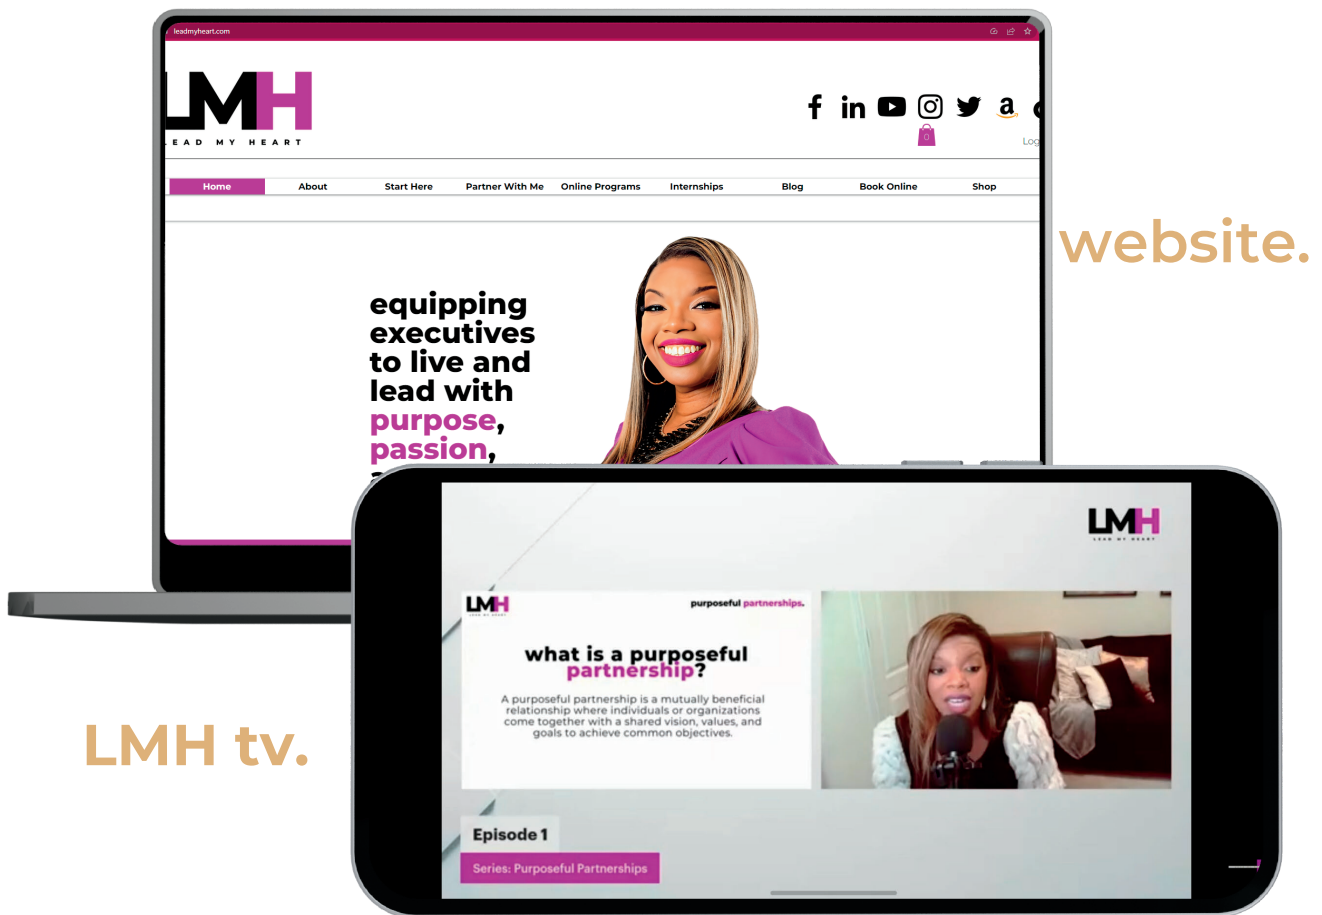 leadmyheart.com
LMH
LEAD MY HEART
f in a
0
Log
Home About Start Here Partner With Me Online Programs Internships Blog Book Online Shop
equipping
executives
to live and
lead with
purpose,
passion,
website.
LMH
LEAD MY HEART
LMH
LEAD MY HEART
purposeful partnerships.
what is a purposeful
partnership?
A purposeful partnership is a mutually beneficial
relationship where individuals or organizations
come together with a shared vision, values, and
goals to achieve common objectives.
LMH tv.
Episode 1
Series: Purposeful Partnerships